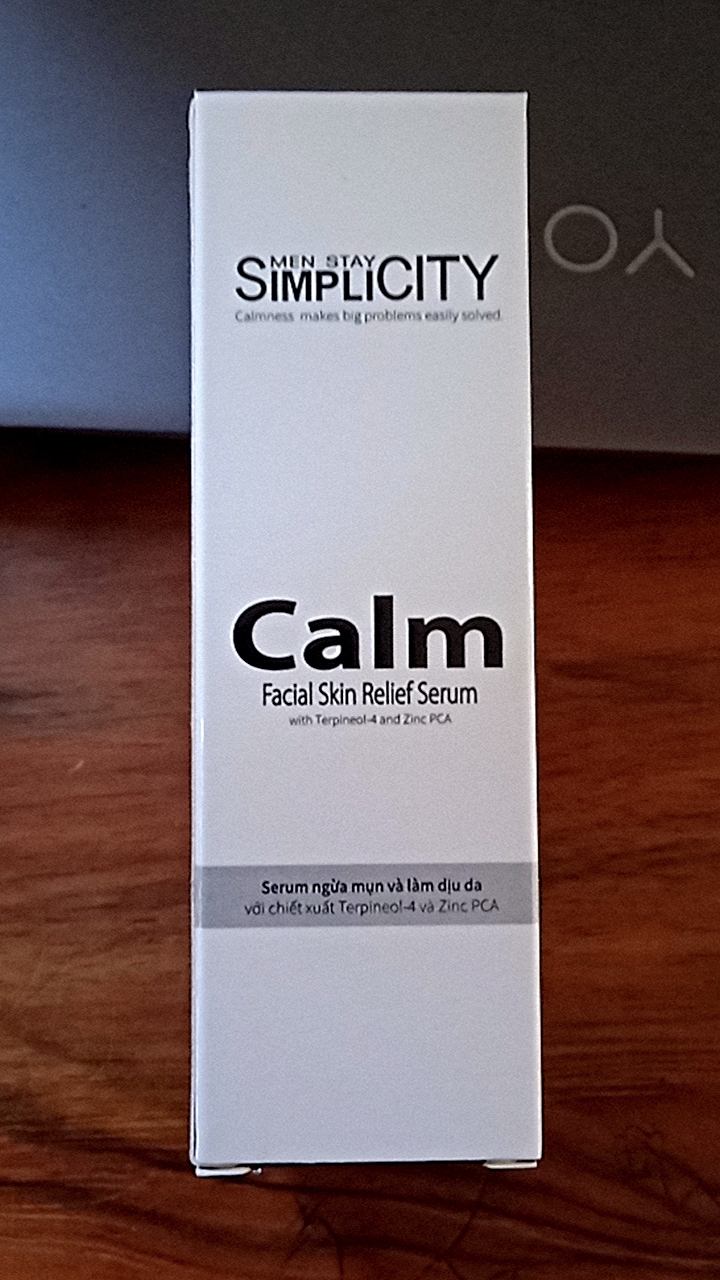 MEN STAY
SIMPLICITY
Calmness makes big problems easily solved.
Calm
Facial Skin Relief Serum
with Terpineol-4 and Zinc PCA
Serum ngừa mụn và làm dịu da
với chiết xuất Terpineol-4 và Zinc PCA
YO